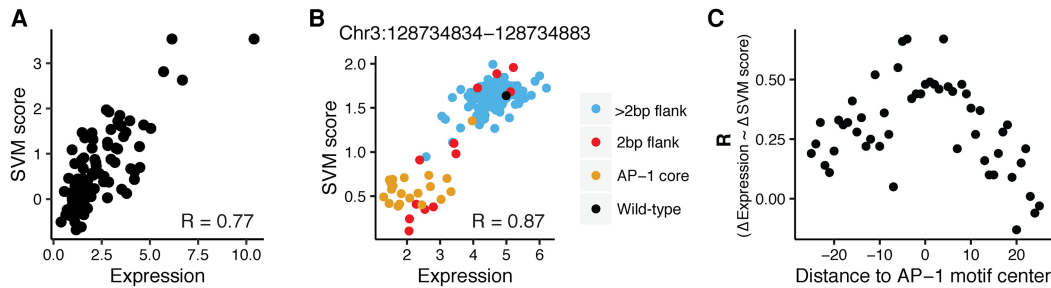 A
SVM score
3
2
1
0
R = 0.77
0.0
2.5
5.0
7.5
10.0
Expression
B
Chr3:128734834−128734883
SVM score
2.0
1.5
1.0
0.5
R = 0.87
2
3
4
5
6
Expression
>2bp flank
2bp flank
AP−1 core
Wild−type
C
R
(ΔExpression ~ ΔSVM score)
0.50
0.25
0.00
−20
−10
0
10
20
Distance to AP−1 motif center